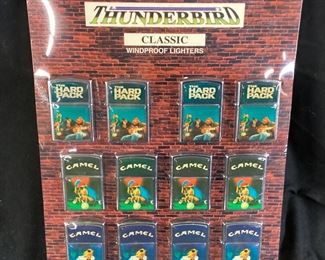 THUNDERBIRD
CLASSIC
WINDPROOF LIGHTERS
THE HARD PACK THE HARD PACK THE HARD PACK THE HARD PACK
CAMEL CAMEL CAMEL CAMEL
CAMEL CAMEL CAMEL CAMEL